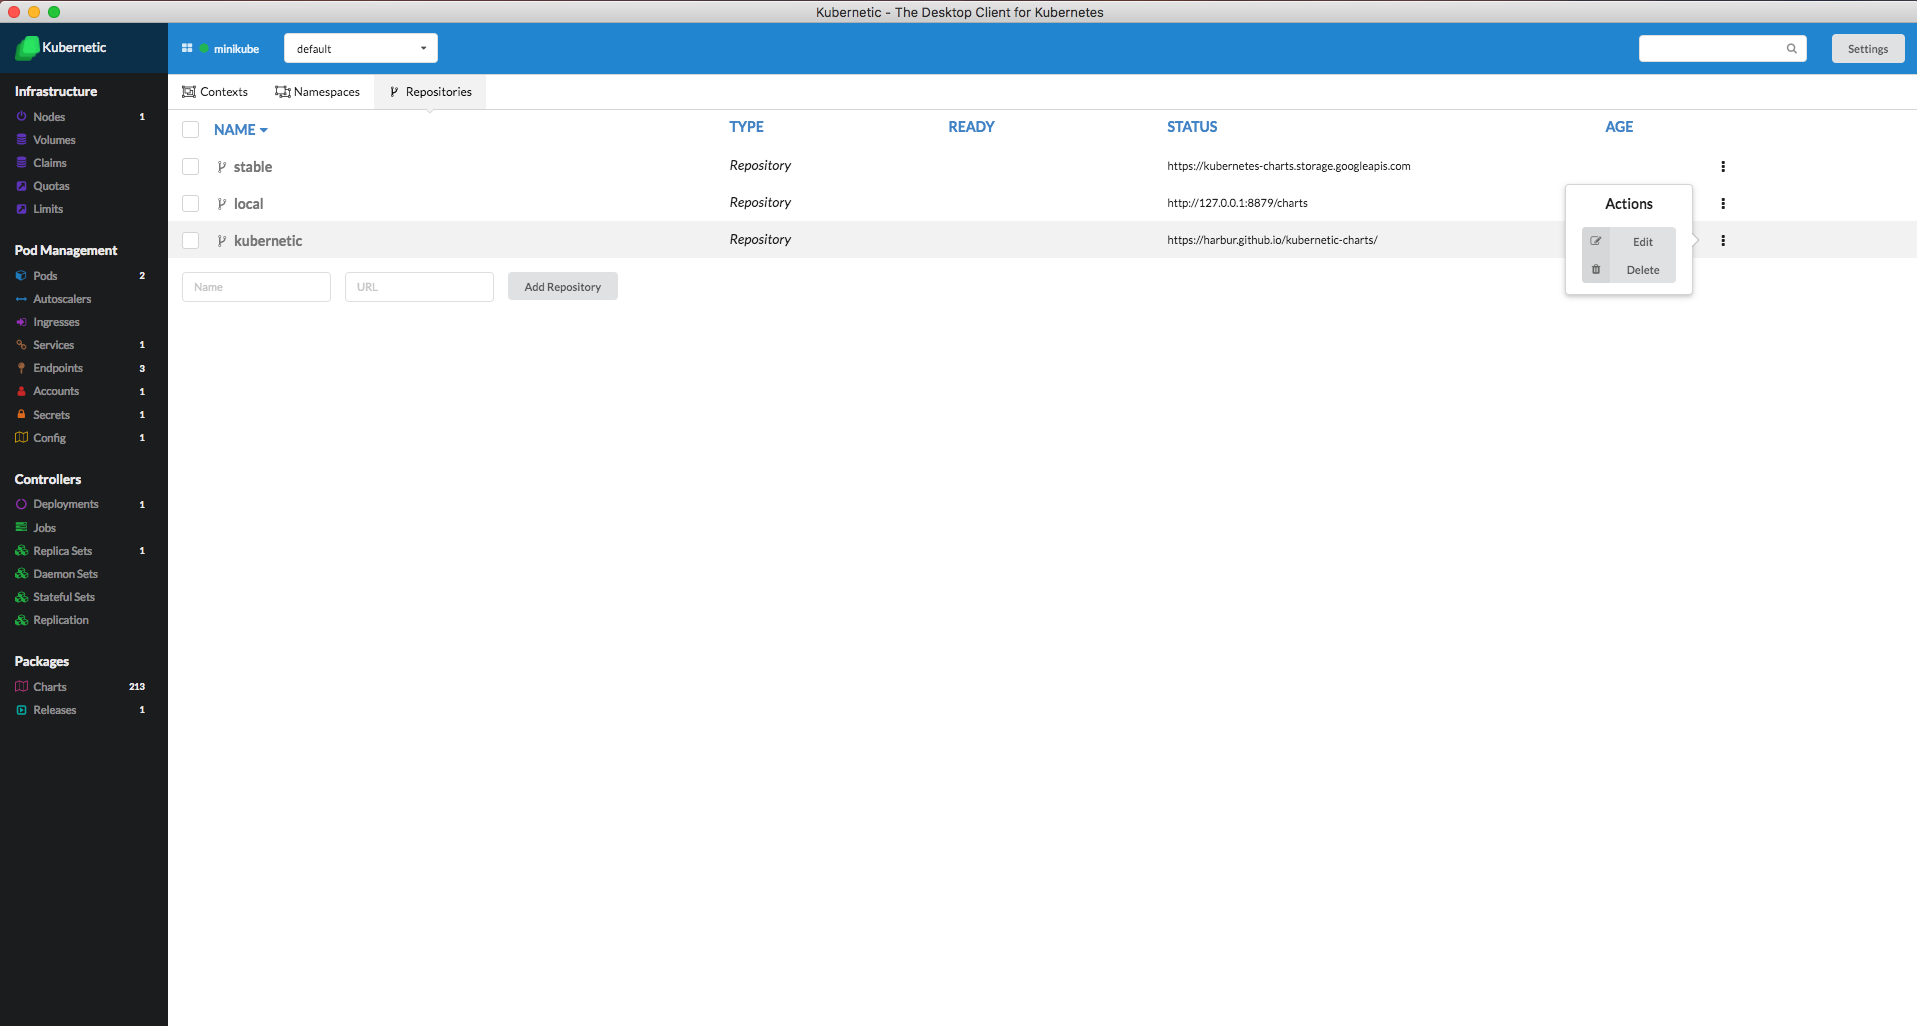 Kubernetic - The Desktop Client for Kubernetes
Kubernetic
minikube
default
Settings
Infrastructure
Nodes 1
Volumes
Claims
Quotas
Limits
Pod Management
Pods 2
Autoscalers
Ingresses
Services 1
Endpoints 3
Accounts 1
Secrets 1
Config 1
Controllers
Deployments 1
Jobs
Replica Sets 1
Daemon Sets
Stateful Sets
Replication
Packages
Charts 213
Releases 1
Contexts Namespaces Repositories
NAME TYPE READY STATUS AGE
stable Repository https://kubernetes-charts.storage.googleapis.com
local Repository http://127.0.0.1:8879/charts
kubernetic Repository https://harbur.github.io/kubernetic-charts/
Name URL Add Repository
Actions
Edit
Delete